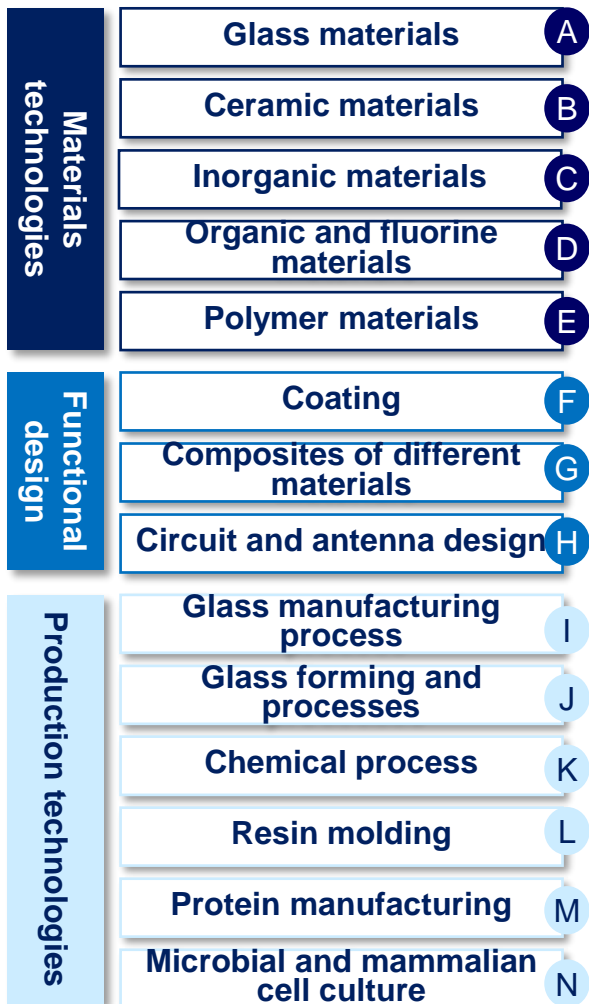 Materials
technologies
Glass materials
A
Ceramic materials
B
Inorganic materials
C
Organic and fluorine
materials
D
Polymer materials
E
Functional
design
Coating
F
Composites of different
materials
G
Circuit and antenna design
H
Production technologies
Glass manufacturing
process
I
Glass forming and
processes
J
Chemical process
K
Resin molding
L
Protein manufacturing
M
Microbial and mammalian
cell culture
N